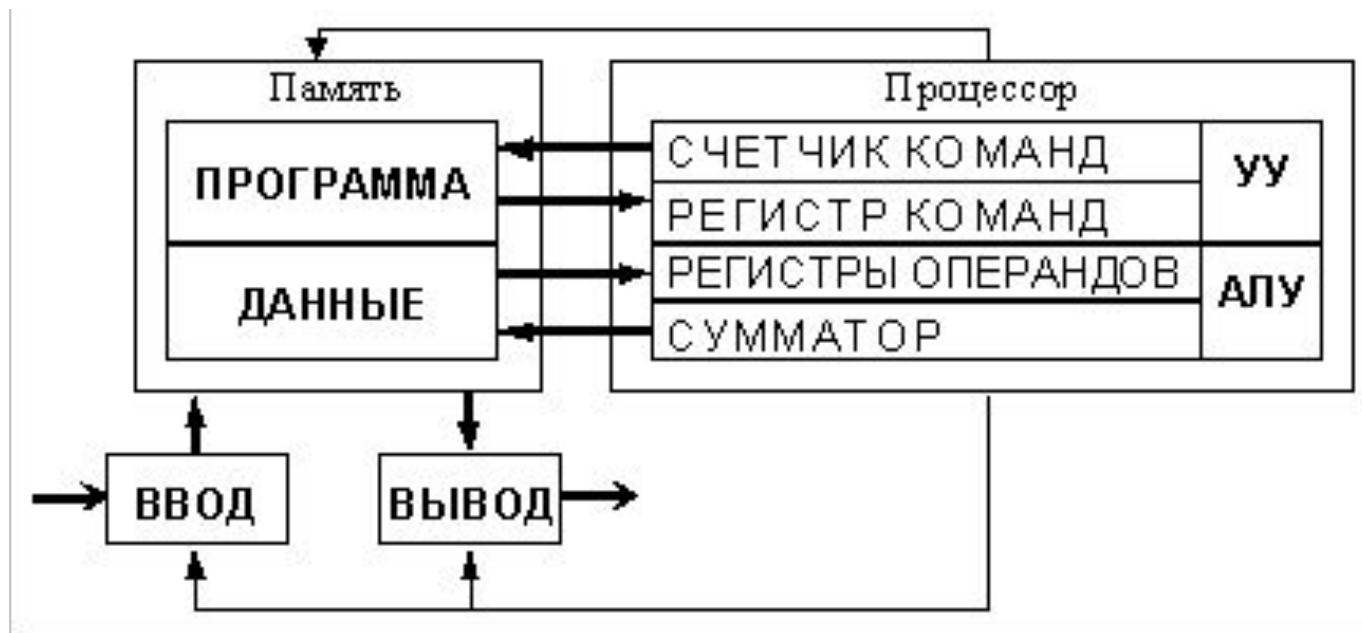 Память
Процессор
ПРОГРАММА
ДАННЫЕ
СЧЕТЧИК КОМАНД
РЕГИСТР КОМАНД
УУ
РЕГИСТРЫ ОПЕРАНДОВ
СУММАТОР
АЛУ
ВВОД
ВЫВОД